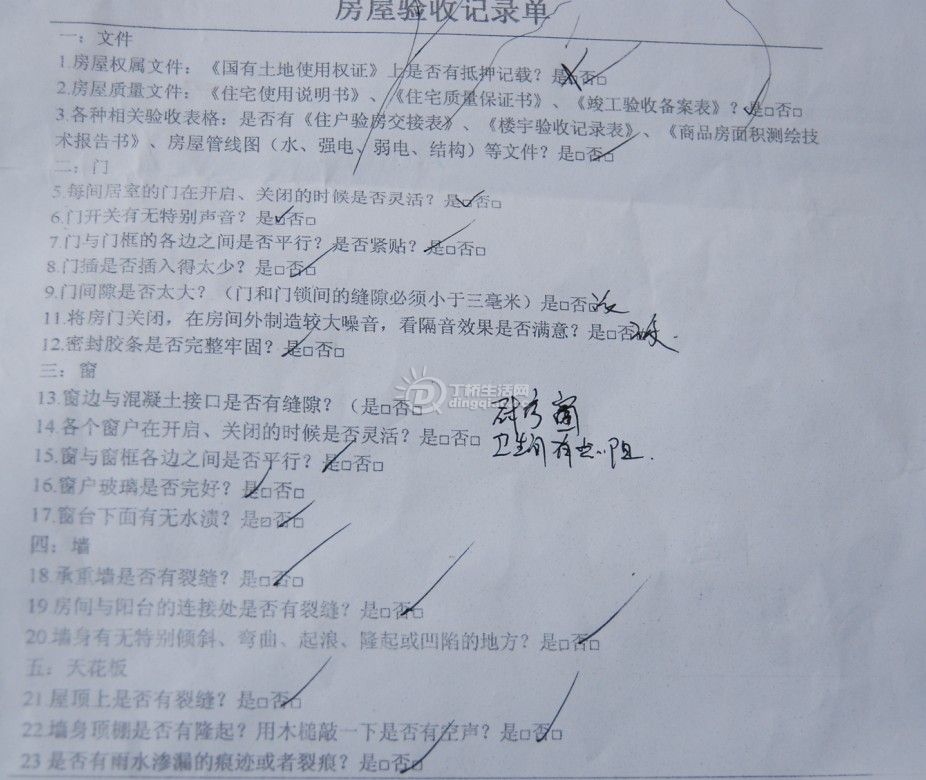 房屋验收记录单
一：文件
1.房屋权属文件：《国有土地使用权证》上是否有抵押记载？是□否□
2.房屋质量文件：《住宅使用说明书》、《住宅质量保证书》、《竣工验收备案表》？是□否□
3.各种相关验收表格：是否有《住户验房交接表》、《楼宇验收记录表》、《商品房面积测绘技
术报告书》、房屋管线图（水、强电、弱电、结构）等文件？是□否□
二：门
5.每间居室的门在开启、关闭的时候是否灵活？是□否□
6.门开关有无特别声音？是□否□
7.门与门框的各边之间是否平行？是否紧贴？是□否□
8.门插是否插入得太少？是□否□
9.门间隙是否太大？（门和门锁间的缝隙必须小于三毫米）是□否□
11.将房门关闭，在房间外制造较大噪音，看隔音效果是否满意？是□否□
12.密封胶条是否完整牢固？是□否□
三：窗
13.窗边与混凝土接口是否有缝隙？（是□否□
丁桥生活网
14.各个窗户在开启、关闭的时候是否灵活？是□否□
卫生间有点阻.
15.窗与窗框各边之间是否平行？是□否□
16.窗户玻璃是否完好？是□否□
17.窗台下面有无水渍？是□否□
四：墙
18.承重墙是否有裂缝？是□否□
19.房间与阳台的连接处是否有裂缝？是□否□
20.墙身有无特别倾斜、弯曲、起浪、隆起或凹陷的地方？是□否□
五：天花板
21.屋顶上是否有裂缝？是□否□
22.墙身顶棚是否有隆起？用木槌敲一下是否有空声？是□否□
23.是否有雨水渗漏的痕迹或者裂痕？是□否□